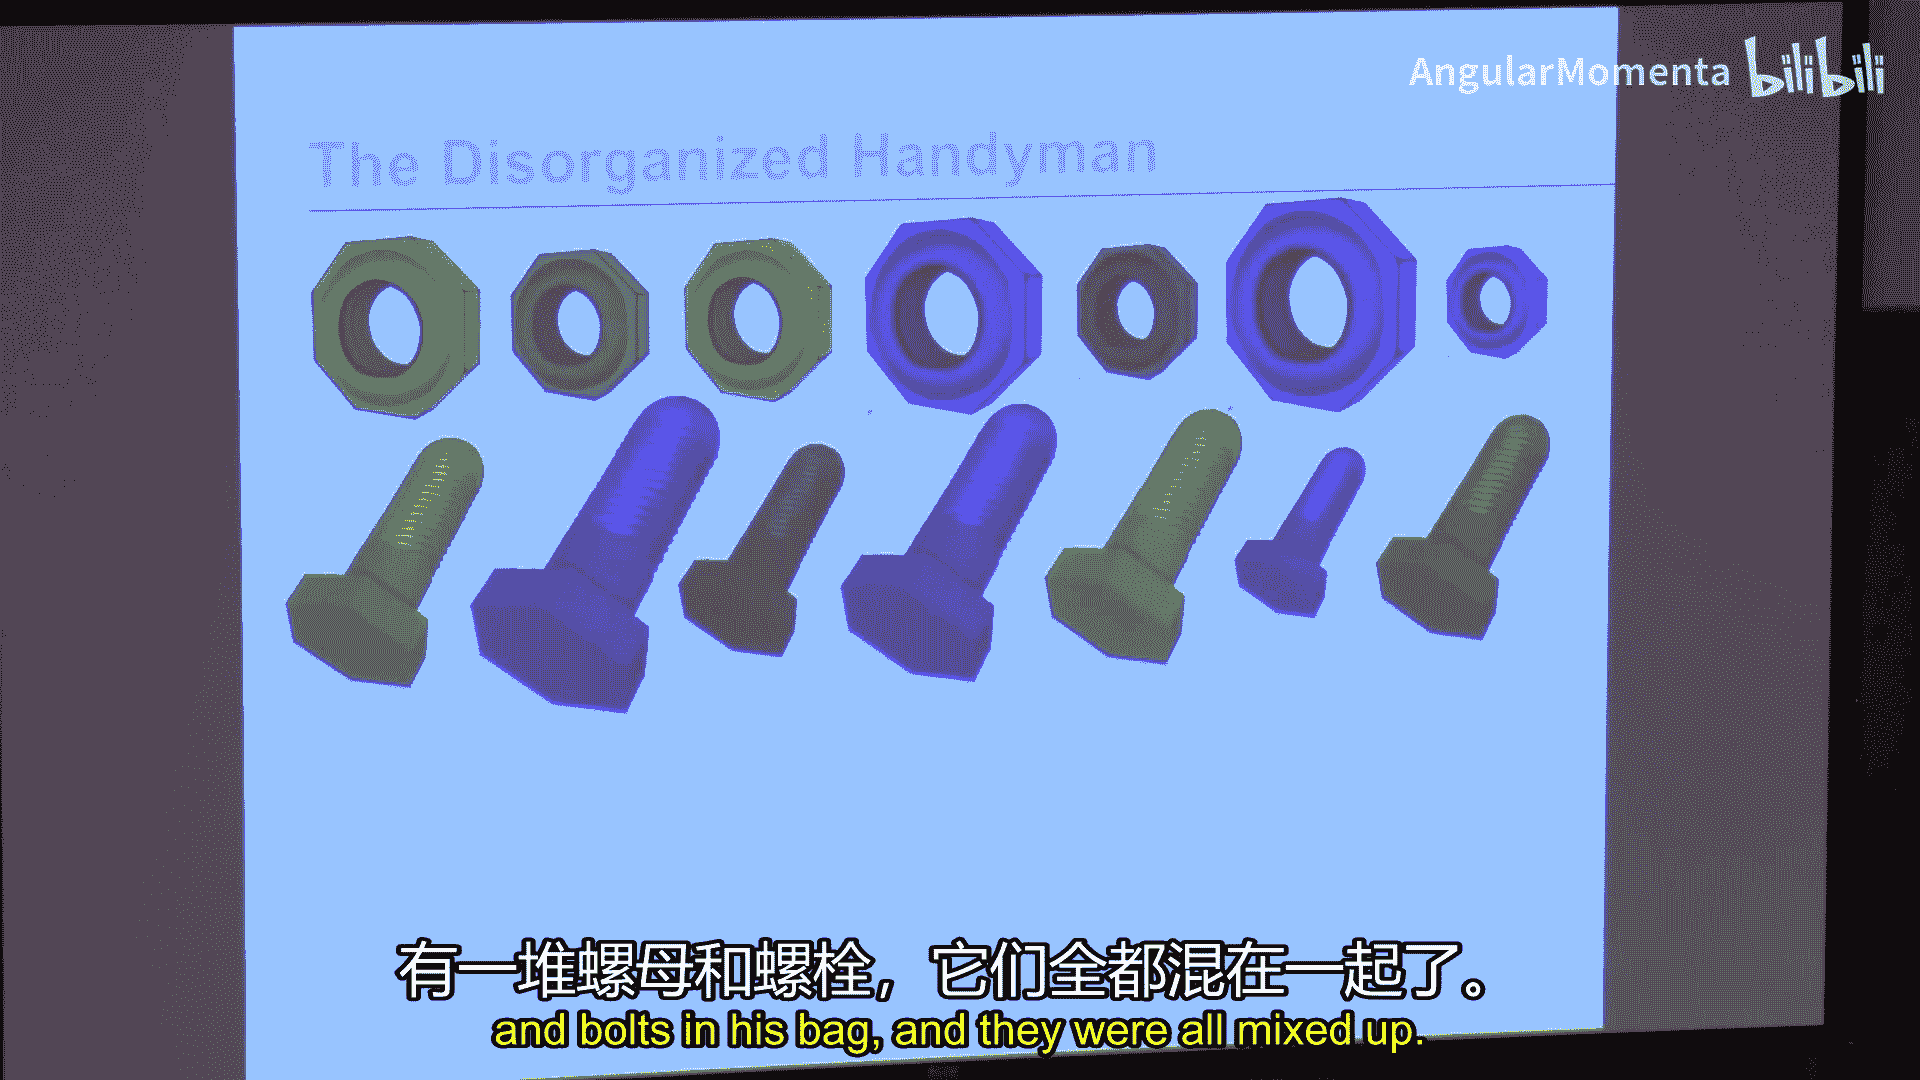 AngularMomenta bilibili
The Disorganized Handyman
有一堆螺母和螺栓，它们全都混在一起了。
and bolts in his bag, and they were all mixed up.